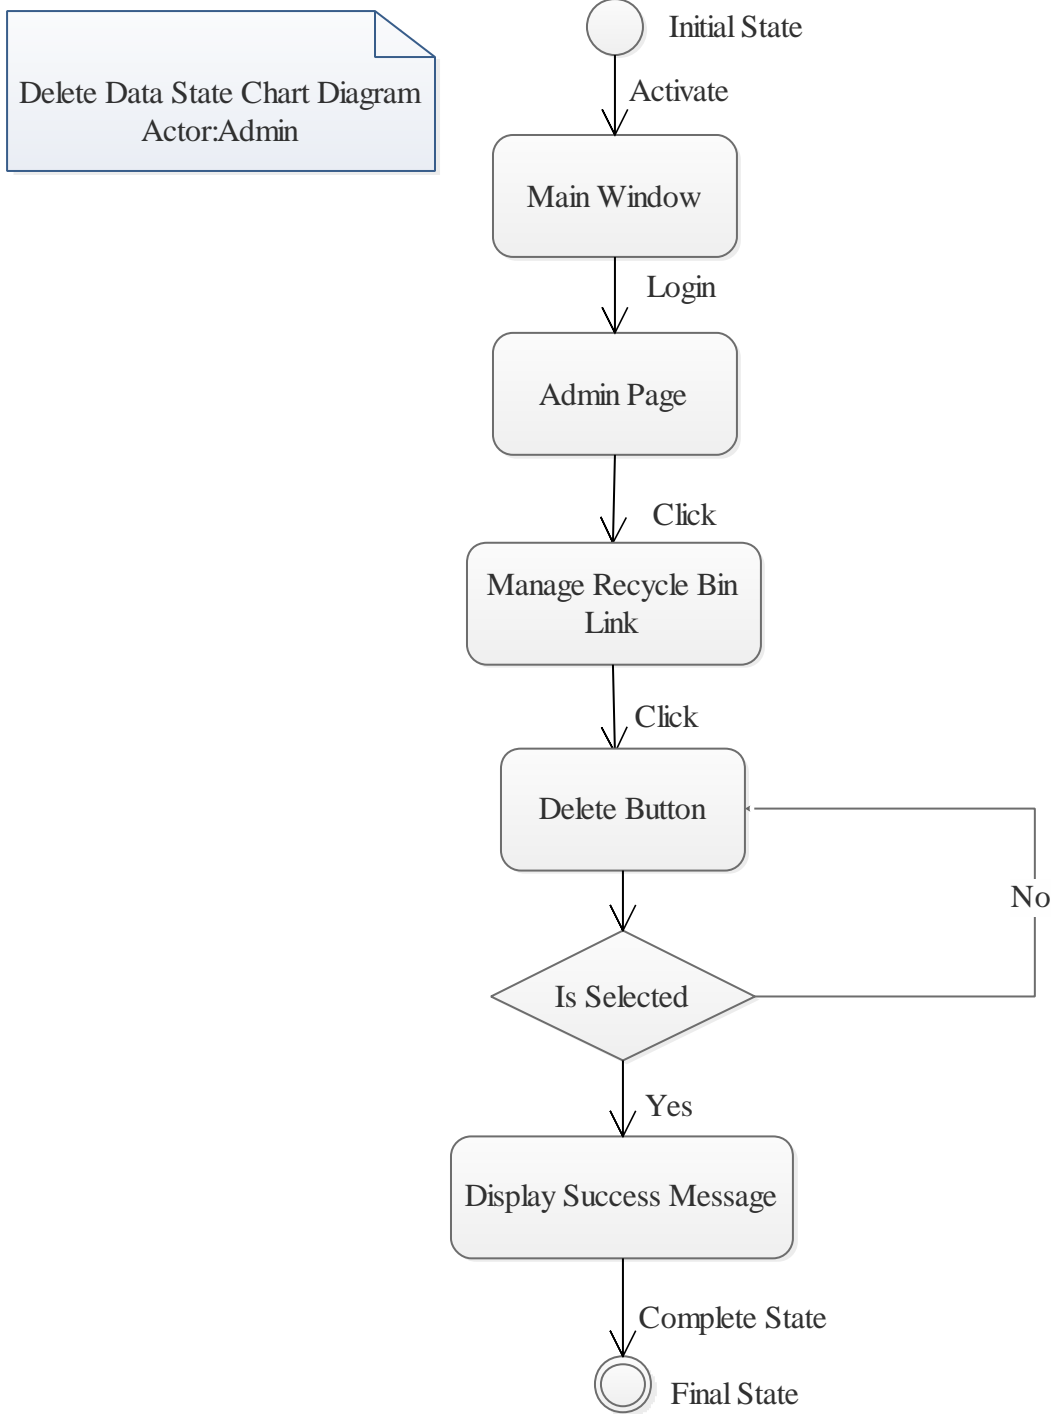 Delete Data State Chart Diagram
Actor:Admin
Initial State
Activate
Main Window
Login
Admin Page
Click
Manage Recycle Bin
Link
Click
Delete Button
No
Is Selected
Yes
Display Success Message
Complete State
Final State